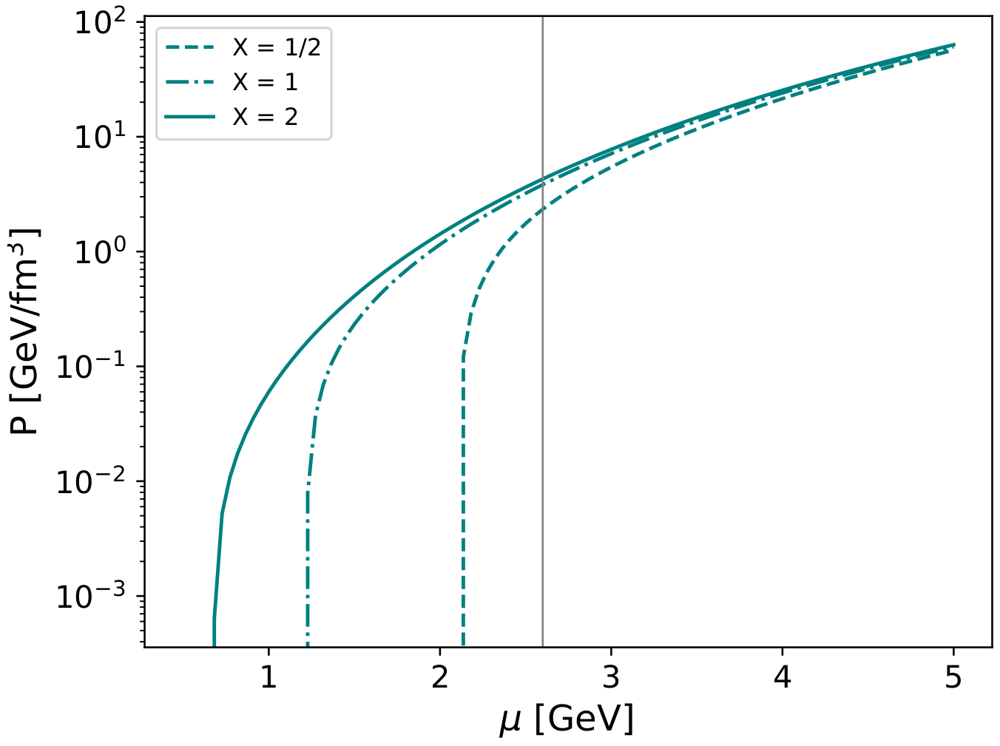 10²
10¹
10⁰
10⁻¹
10⁻²
10⁻³
P [GeV/fm³]
X = 1/2
X = 1
X = 2
1 2 3 4 5
μ [GeV]